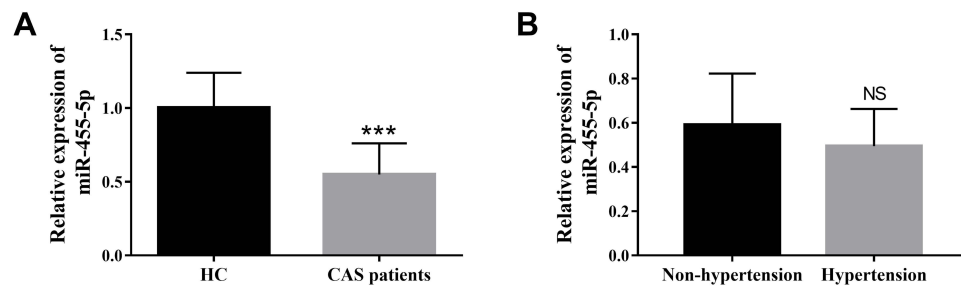 A
Relative expression of
miR-455-5p
1.5
1.0
0.5
0.0
***
HC
CAS patients
B
Relative expression of
miR-455-5p
1.0
0.8
0.6
0.4
0.2
0.0
NS
Non-hypertension
Hypertension